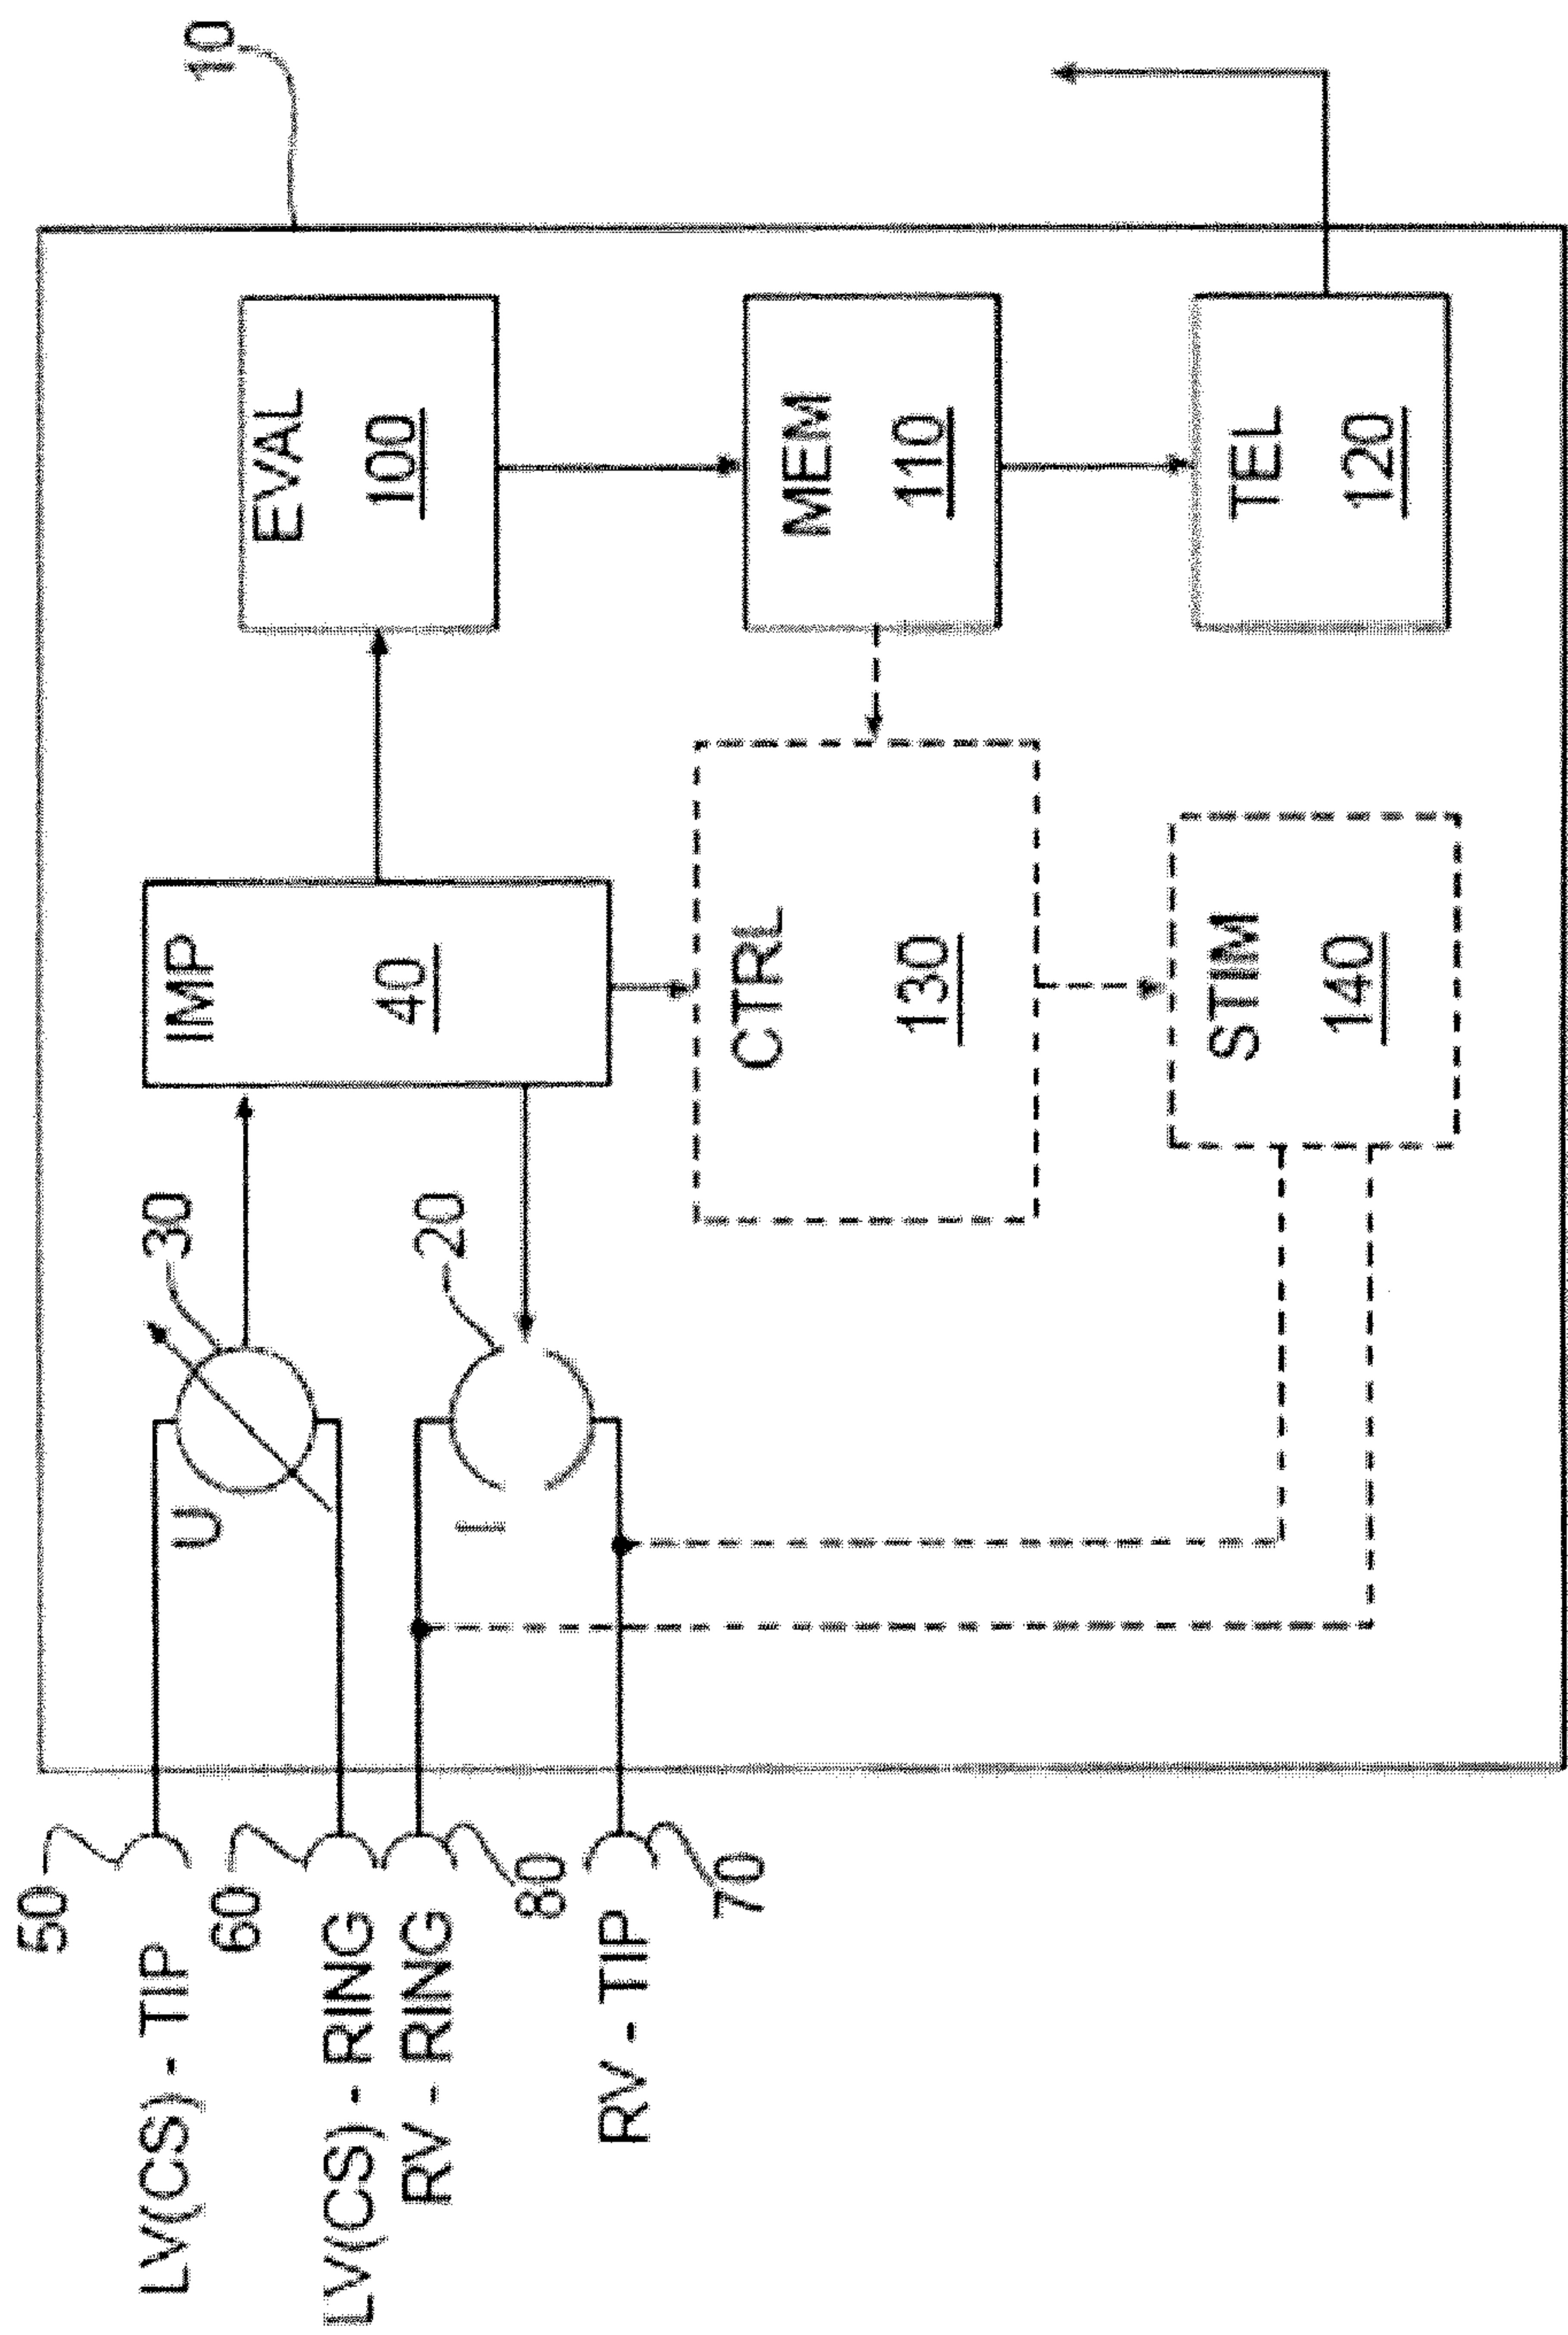 10
50
LV(CS) - TIP
U
30
IMP
40
EVAL
100
60
LV(CS) - RING
RV - RING
80
I
20
RV - TIP
70
CTRL
130
MEM
110
STIM
140
TEL
120